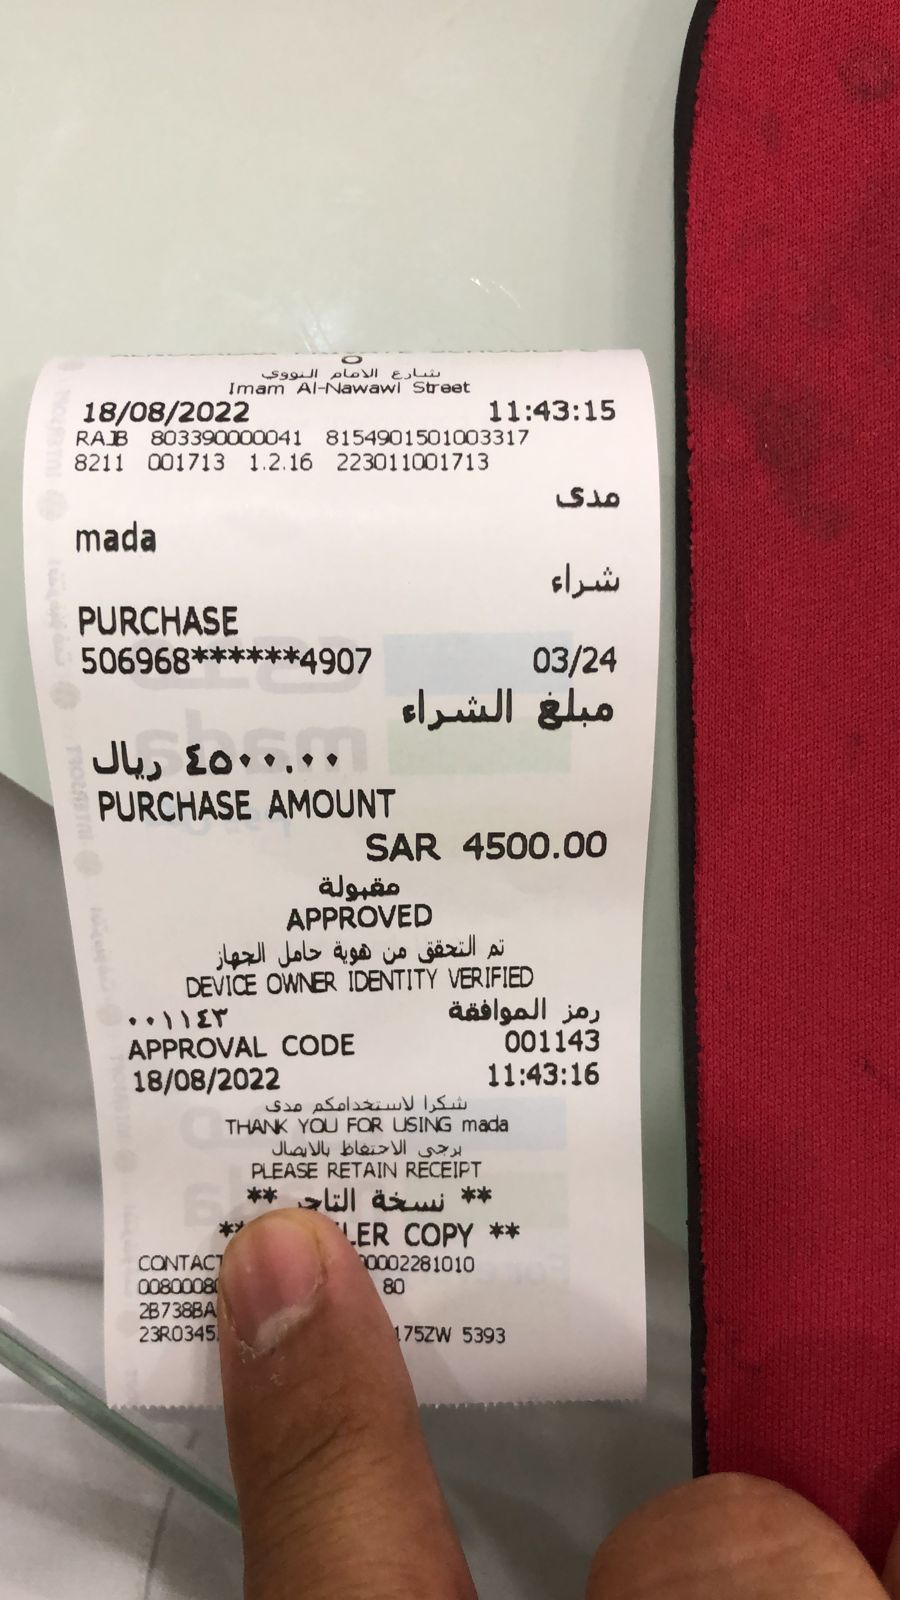 شارع الامام النووي
Imam Al-Nawawi Street
18/08/2022 11:43:15
RAJB 803390000041 8154901501003317
8211 001713 1.2.16 223011001713
مدى
mada
شراء
PURCHASE
506968******4907 03/24
مبلغ الشراء
٤٥٠٠.٠٠ ريال
PURCHASE AMOUNT
SAR 4500.00
مقبولة
APPROVED
تم التحقق من هوية حامل الجهاز
DEVICE OWNER IDENTITY VERIFIED
رمز الموافقة ٠٠١١٤٣
APPROVAL CODE 001143
18/08/2022 11:43:16
شكرا لاستخدامكم مدى
THANK YOU FOR USING mada
يرجى الاحتفاظ بالايصال
PLEASE RETAIN RECEIPT
** نسخة التاجر **
** COPY **
80
5393